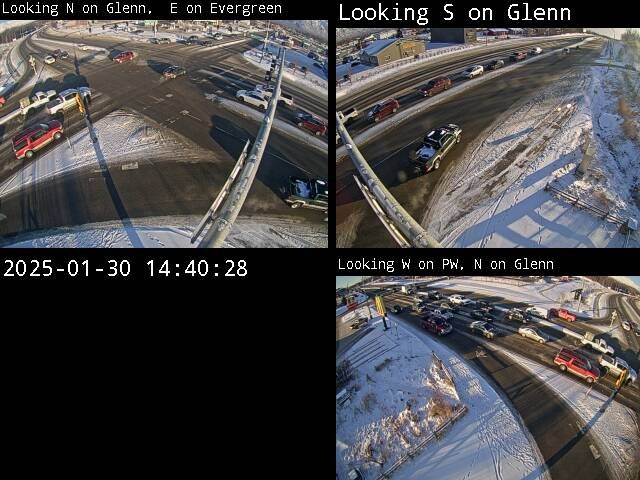 Looking N on Glenn,  E on Evergreen
Looking S on Glenn
2025-01-30 14:40:28
Looking W on PW, N on Glenn